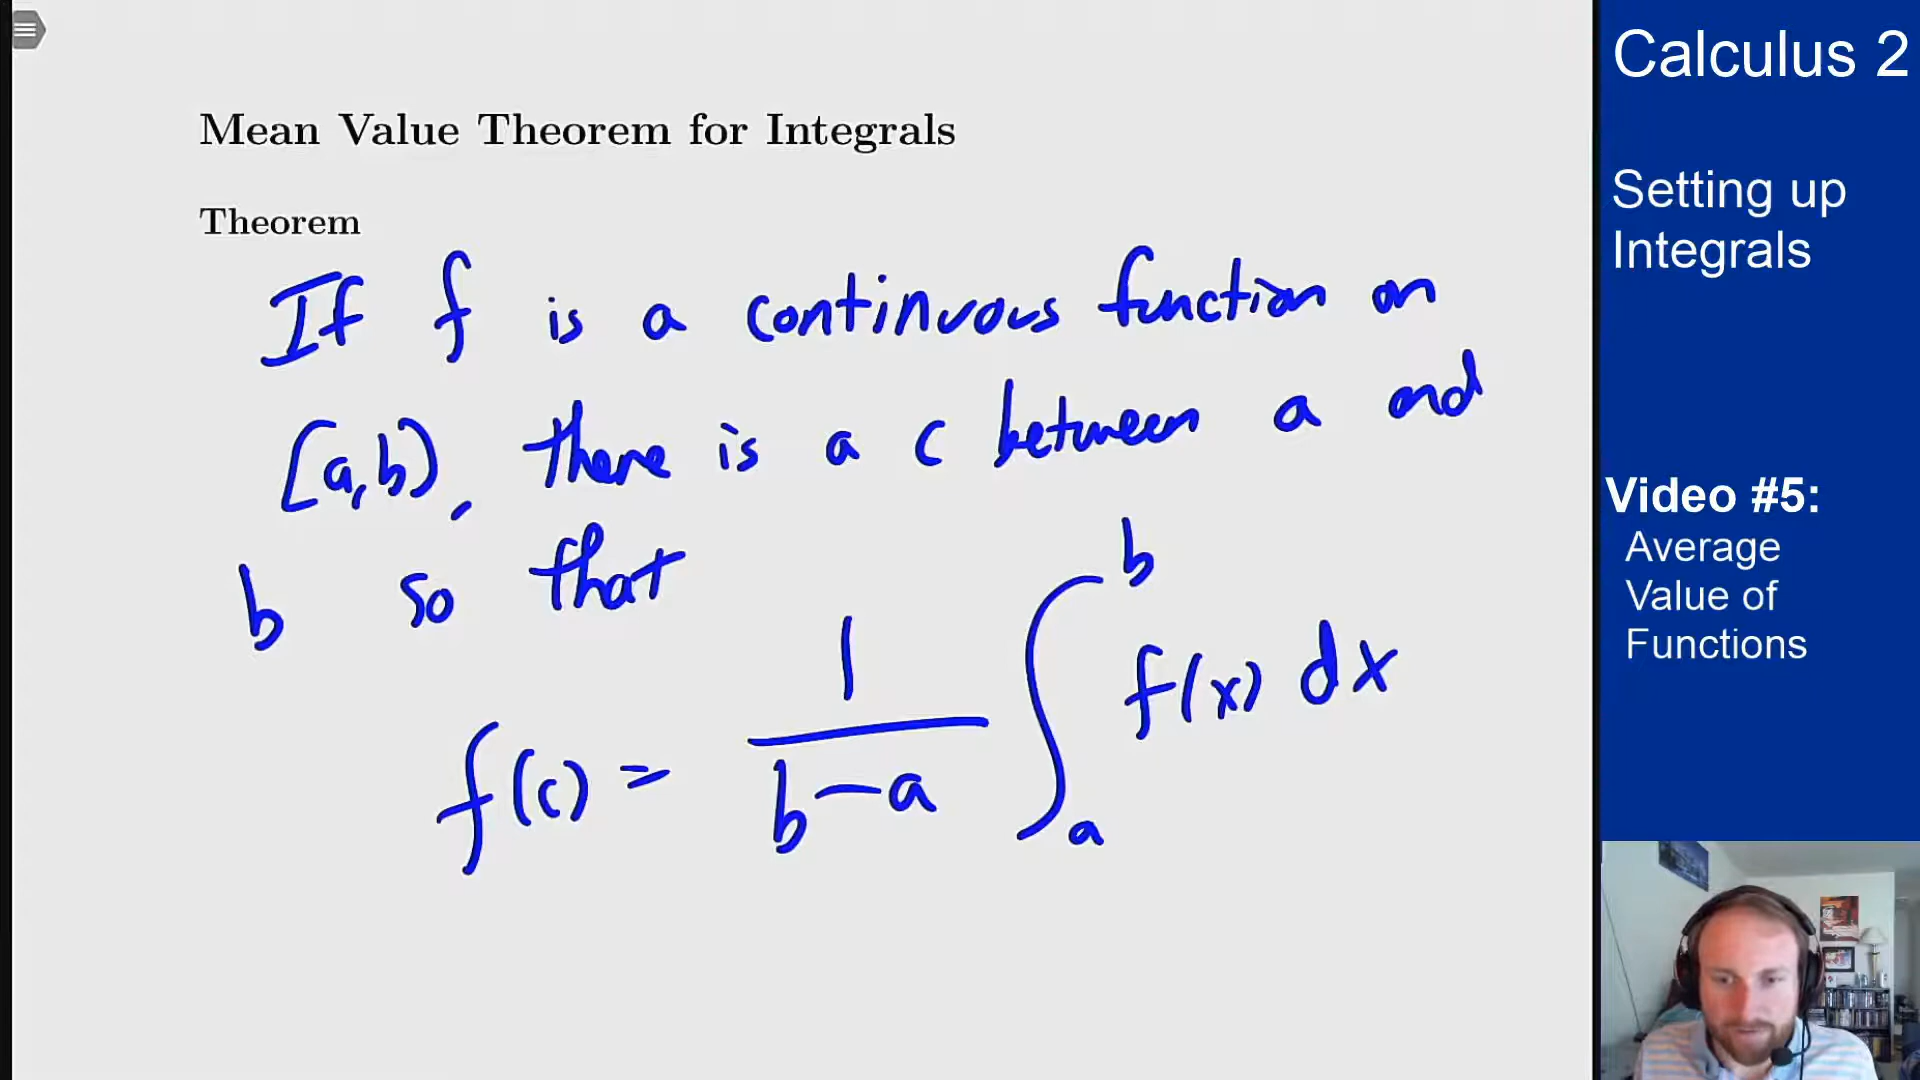 Mean Value Theorem for Integrals
Theorem
If f is a continuous function on
[a,b), there is a c between a and
b so that
f(c) = 1/(b-a) ∫_a^b f(x) dx
Calculus 2
Setting up
Integrals
Video #5:
Average
Value of
Functions